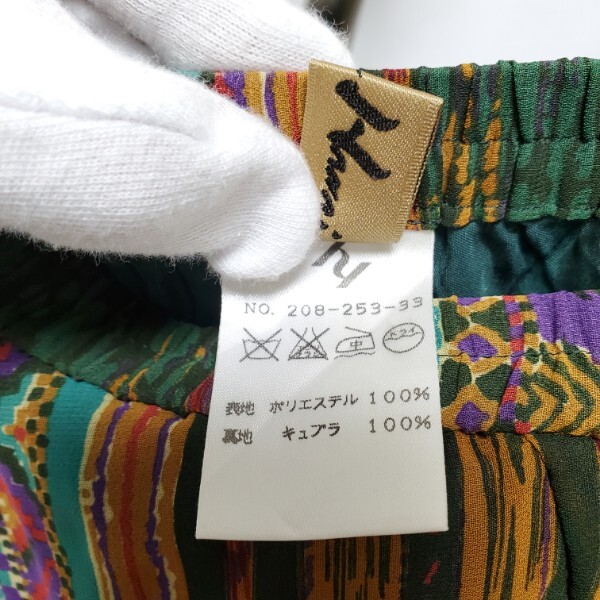 NO. 208-253-33
中 ドライ
表地 ポリエステル 100%
裏地 キュプラ 100%